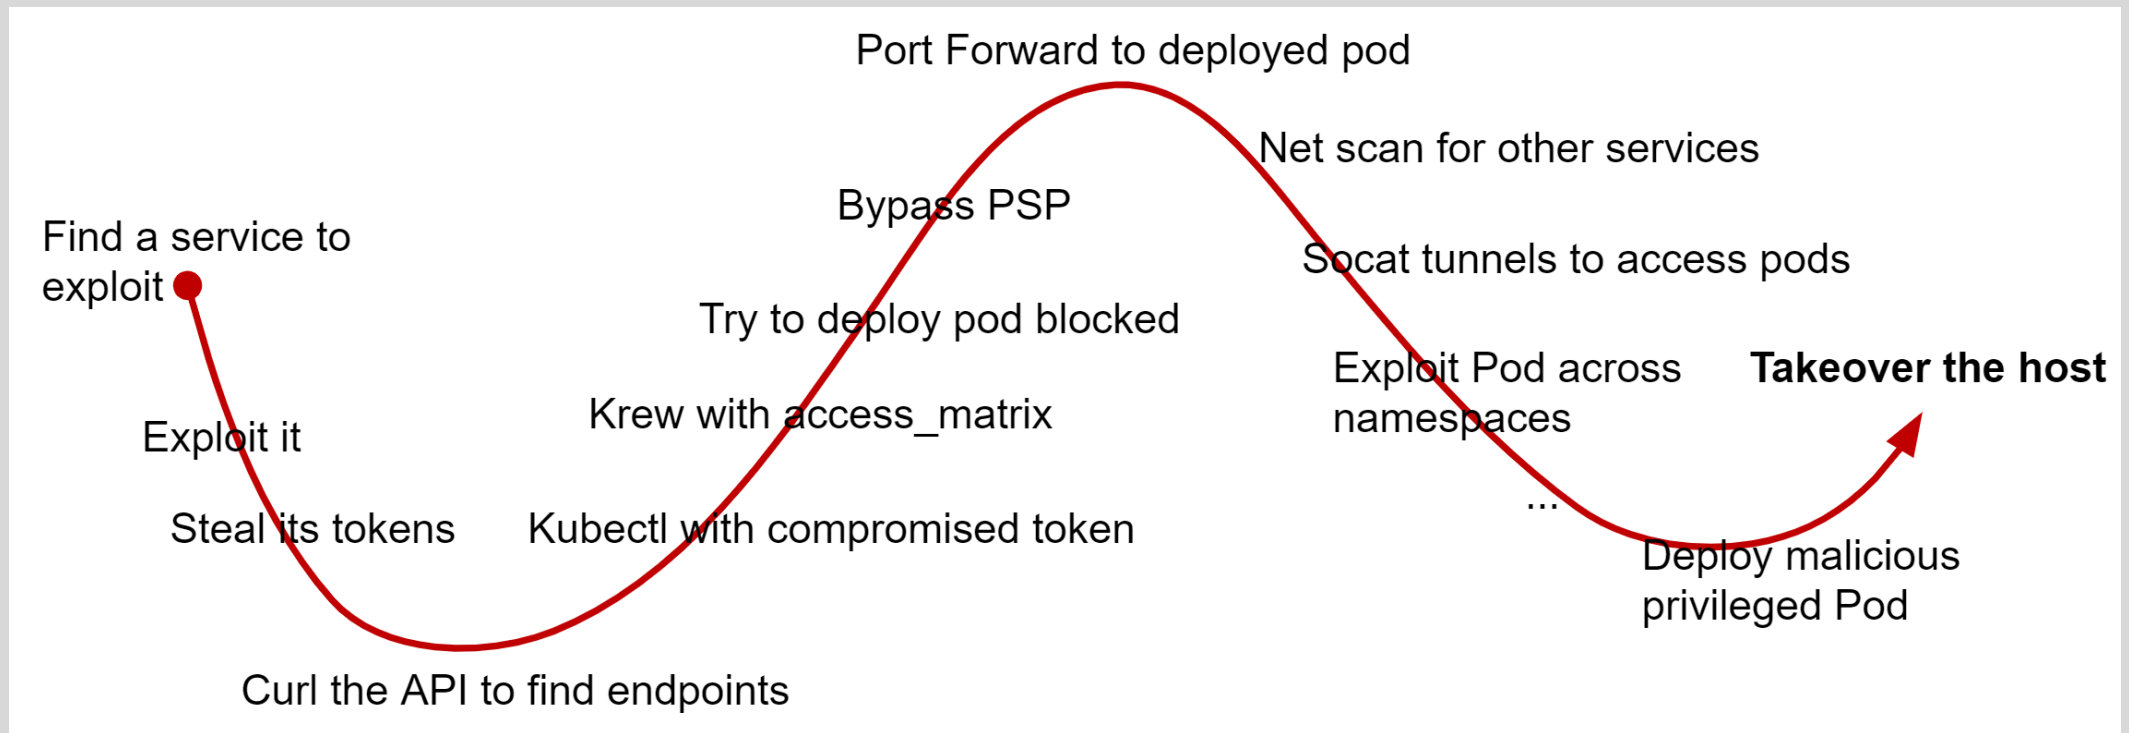 Find a service to
exploit
Exploit it
Steal its tokens
Curl the API to find endpoints
Kubectl with compromised token
Krew with access_matrix
Try to deploy pod blocked
Bypass PSP
Port Forward to deployed pod
Net scan for other services
Socat tunnels to access pods
Exploit Pod across
namespaces
...
Deploy malicious
privileged Pod
Takeover the host